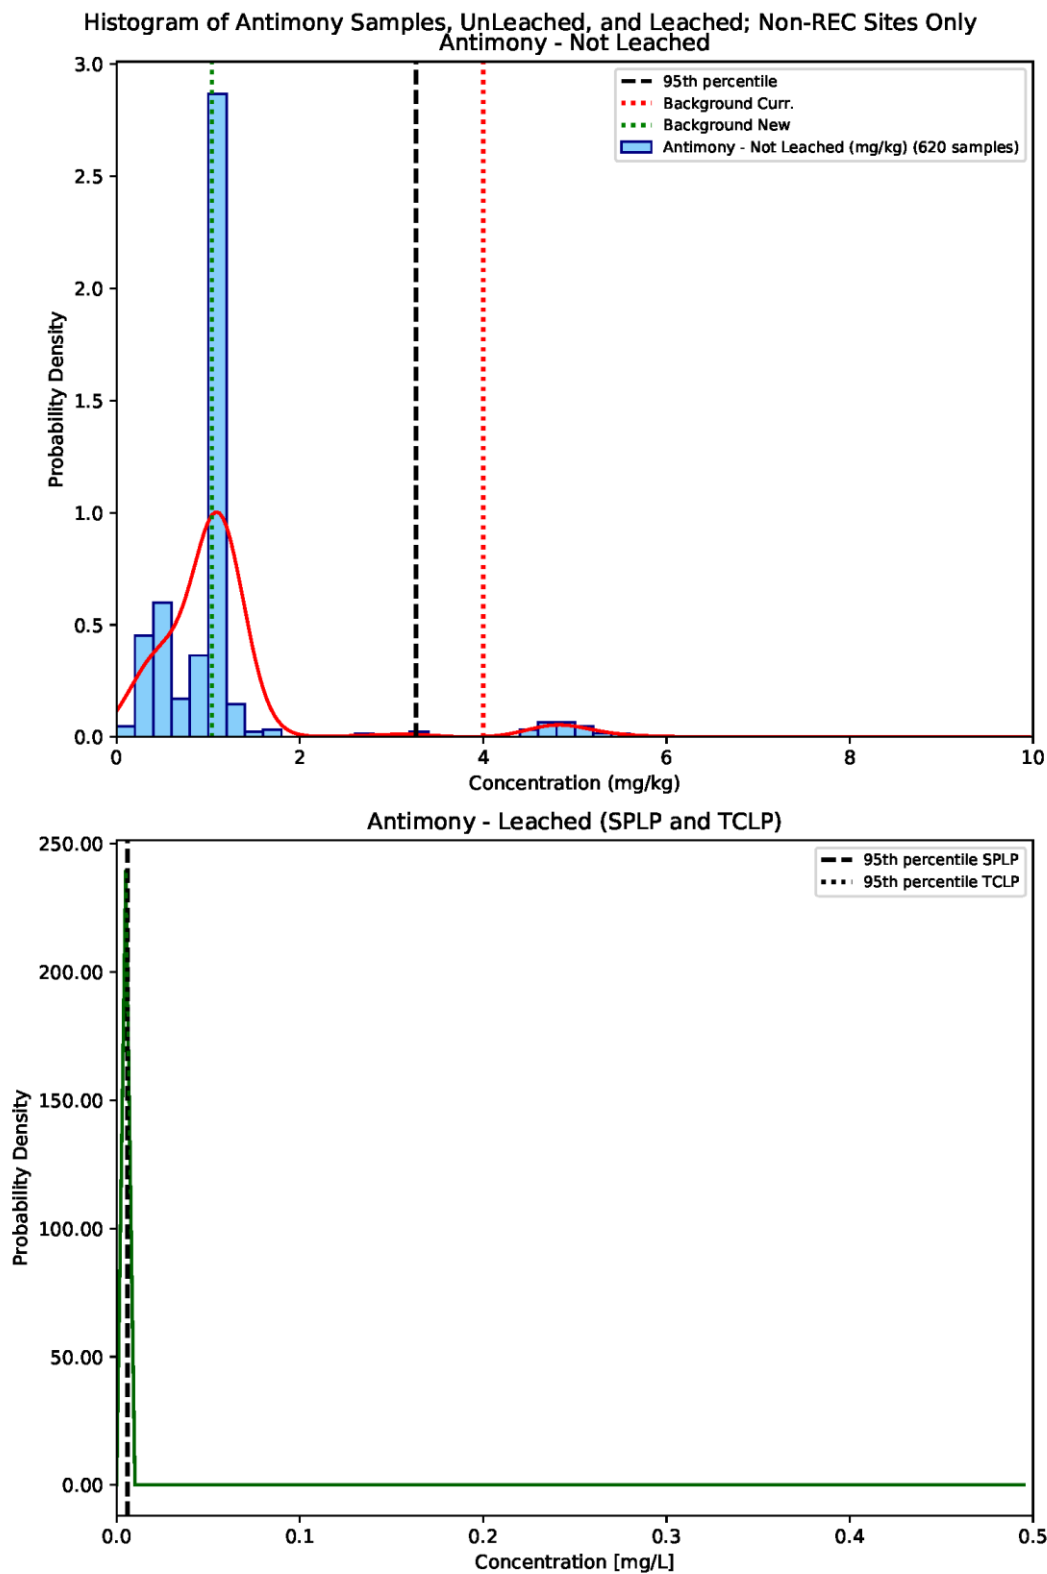 Histogram of Antimony Samples, UnLeached, and Leached; Non-REC Sites Only
Antimony - Not Leached
3.0
2.5
2.0
1.5
1.0
0.5
0.0
Probability Density
95th percentile
Background Curr.
Background New
Antimony - Not Leached (mg/kg) (620 samples)
0 2 4 6 8 10
Concentration (mg/kg)
Antimony - Leached (SPLP and TCLP)
250.00
200.00
150.00
100.00
50.00
0.00
Probability Density
95th percentile SPLP
95th percentile TCLP
0.0 0.1 0.2 0.3 0.4 0.5
Concentration [mg/L]